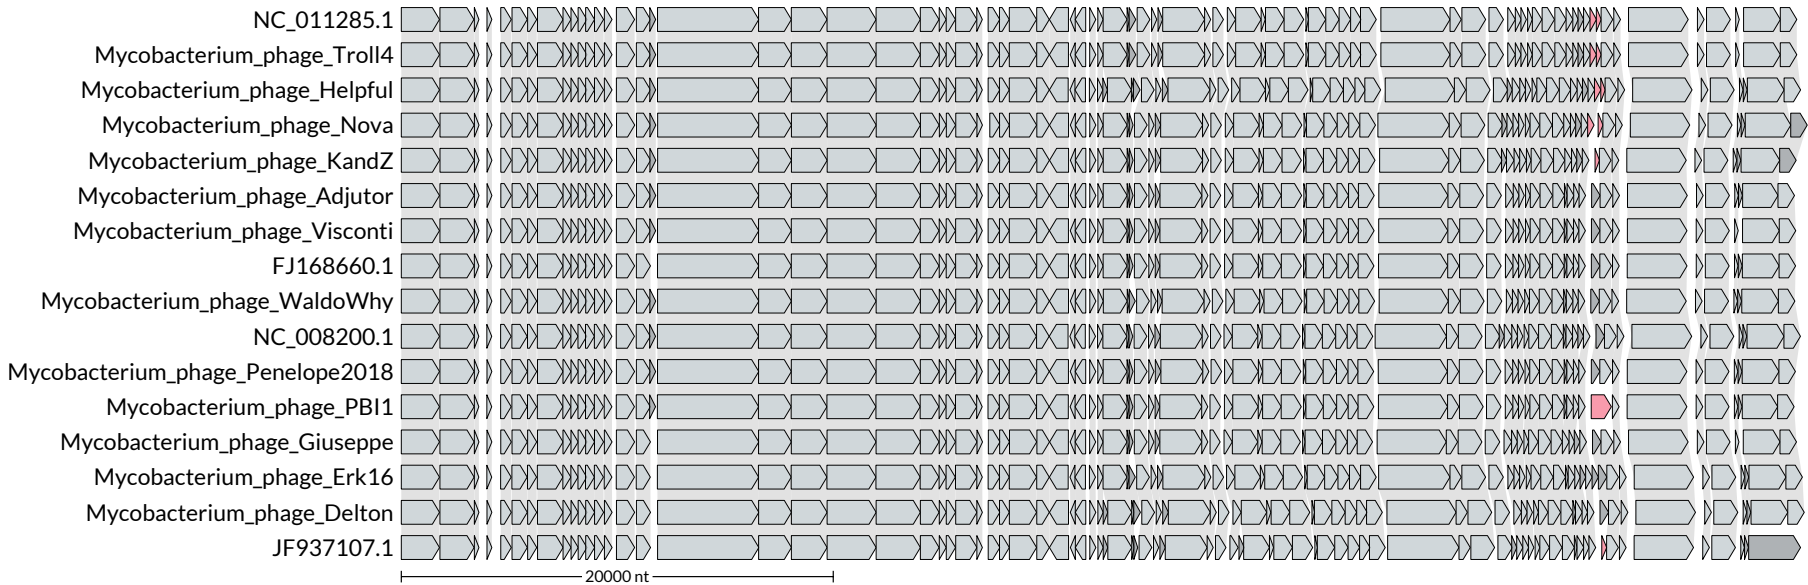 NC_011285.1
Mycobacterium_phage_Troll4
Mycobacterium_phage_Helpful
Mycobacterium_phage_Nova
Mycobacterium_phage_KandZ
Mycobacterium_phage_Adjutor
Mycobacterium_phage_Visconti
FJ168660.1
Mycobacterium_phage_WaldoWhy
NC_008200.1
Mycobacterium_phage_Penelope2018
Mycobacterium_phage_PBI1
Mycobacterium_phage_Giuseppe
Mycobacterium_phage_Erk16
Mycobacterium_phage_Delton
JF937107.1
20000 nt